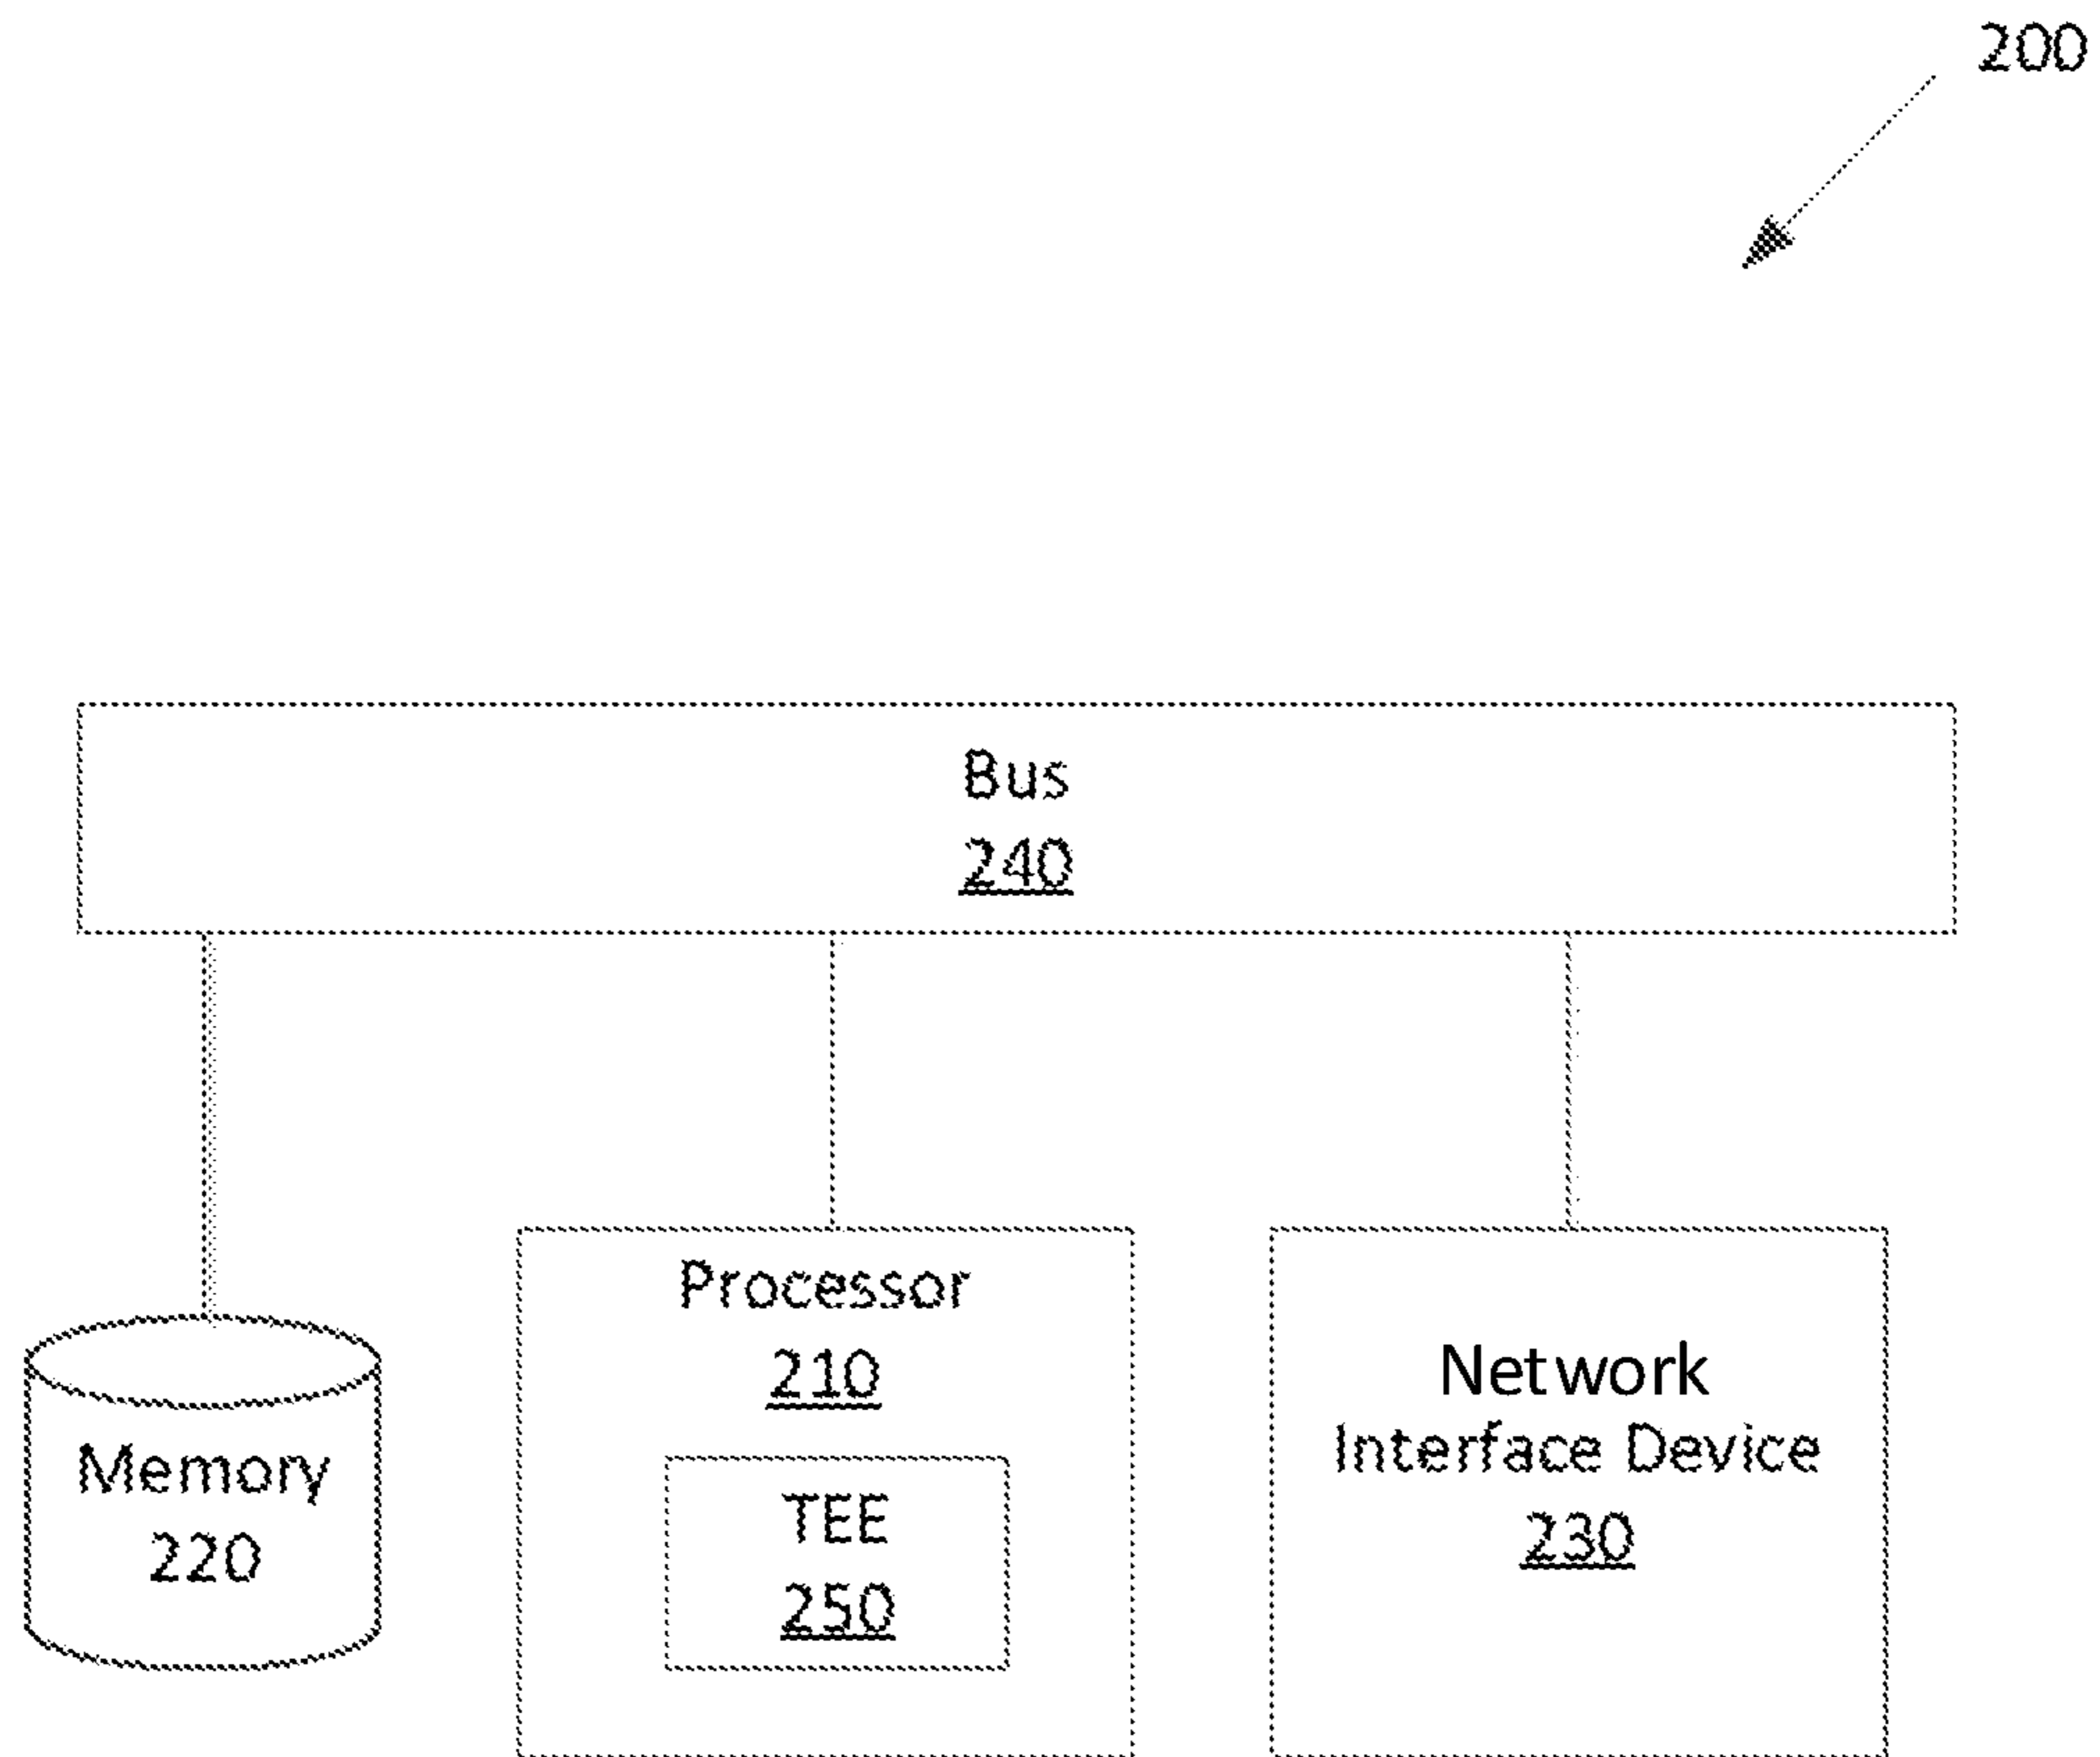 200
Bus
240
Processor
210
Network
Interface Device
230
Memory
220
TEE
250